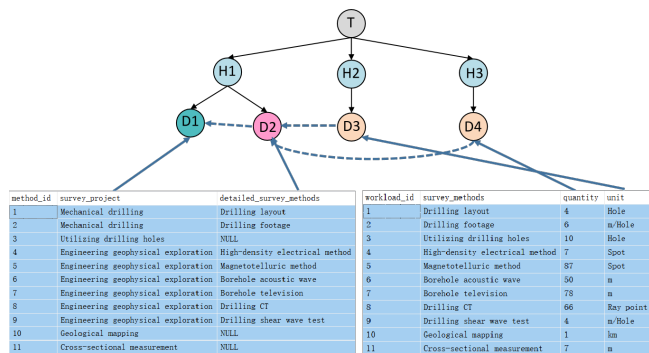 T
H1 H2 H3
D1 D2 D3 D4
method_id survey_project detailed_survey_methods
1 Mechanical drilling Drilling layout
2 Mechanical drilling Drilling footage
3 Utilizing drilling holes NULL
4 Engineering geophysical exploration High-density electrical method
5 Engineering geophysical exploration Magnetotelluric method
6 Engineering geophysical exploration Borehole acoustic wave
7 Engineering geophysical exploration Borehole television
8 Engineering geophysical exploration Drilling CT
9 Engineering geophysical exploration Drilling shear wave test
10 Geological mapping NULL
11 Cross-sectional measurement NULL
workload_id survey_methods quantity unit
1 Drilling layout 4 Hole
2 Drilling footage 6 m/Hole
3 Utilizing drilling holes 10 Hole
4 High-density electrical method 7 Spot
5 Magnetotelluric method 87 Spot
6 Borehole acoustic wave 50 m
7 Borehole television 78 m
8 Drilling CT 66 Ray point
9 Drilling shear wave test 4 m/Hole
10 Geological mapping 1 km
11 Cross-sectional measurement 7 m